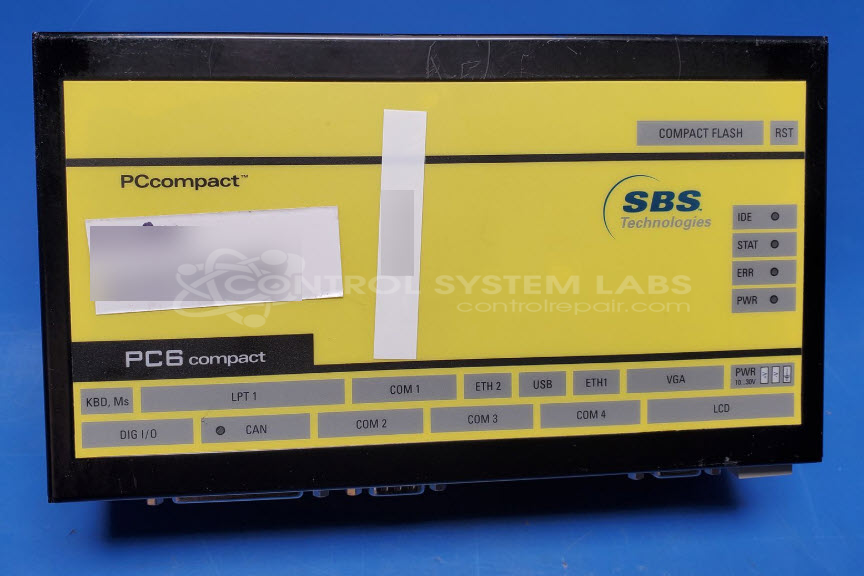 COMPACT FLASH
RST
PCcompact™
SBS™
Technologies
IDE
STAT
ERR
PWR
CONTROL SYSTEM LABS
controlrepair.com
PC6 compact
KBD, Ms
LPT 1
COM 1
ETH 2
USB
ETH1
VGA
PWR
10...30V
DIG I/O
CAN
COM 2
COM 3
COM 4
LCD